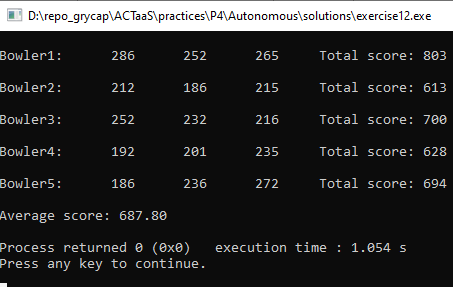 D:\repo_grycap\ACTaaS\practices\P4\Autonomous\solutions\exercise12.exe
Bowler1: 286 252 265 Total score: 803
Bowler2: 212 186 215 Total score: 613
Bowler3: 252 232 216 Total score: 700
Bowler4: 192 201 235 Total score: 628
Bowler5: 186 236 272 Total score: 694
Average score: 687.80
Process returned 0 (0x0) execution time : 1.054 s
Press any key to continue.